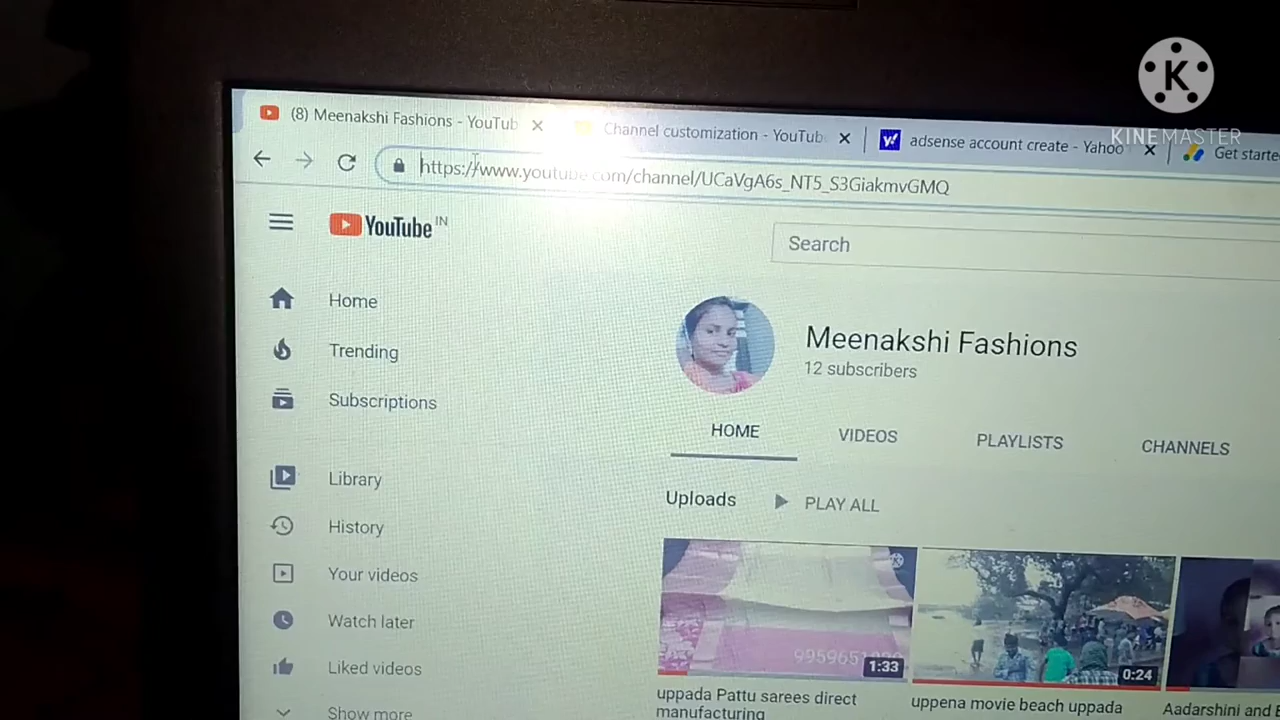 KINEMASTER
(8) Meenakshi Fashions - YouTub
Channel customization - YouTub
adsense account create - Yahoo
Get starte
https://www.youtube.com/channel/UCaVgA6s_NT5_S3GiakmvGMQ
YouTube IN
Search
Home
Trending
Subscriptions
Library
History
Your videos
Watch later
Liked videos
Show more
Meenakshi Fashions
12 subscribers
HOME
VIDEOS
PLAYLISTS
CHANNELS
Uploads
PLAY ALL
1:33
uppada Pattu sarees direct
manufacturing
0:24
uppena movie beach uppada
Aadarshini and